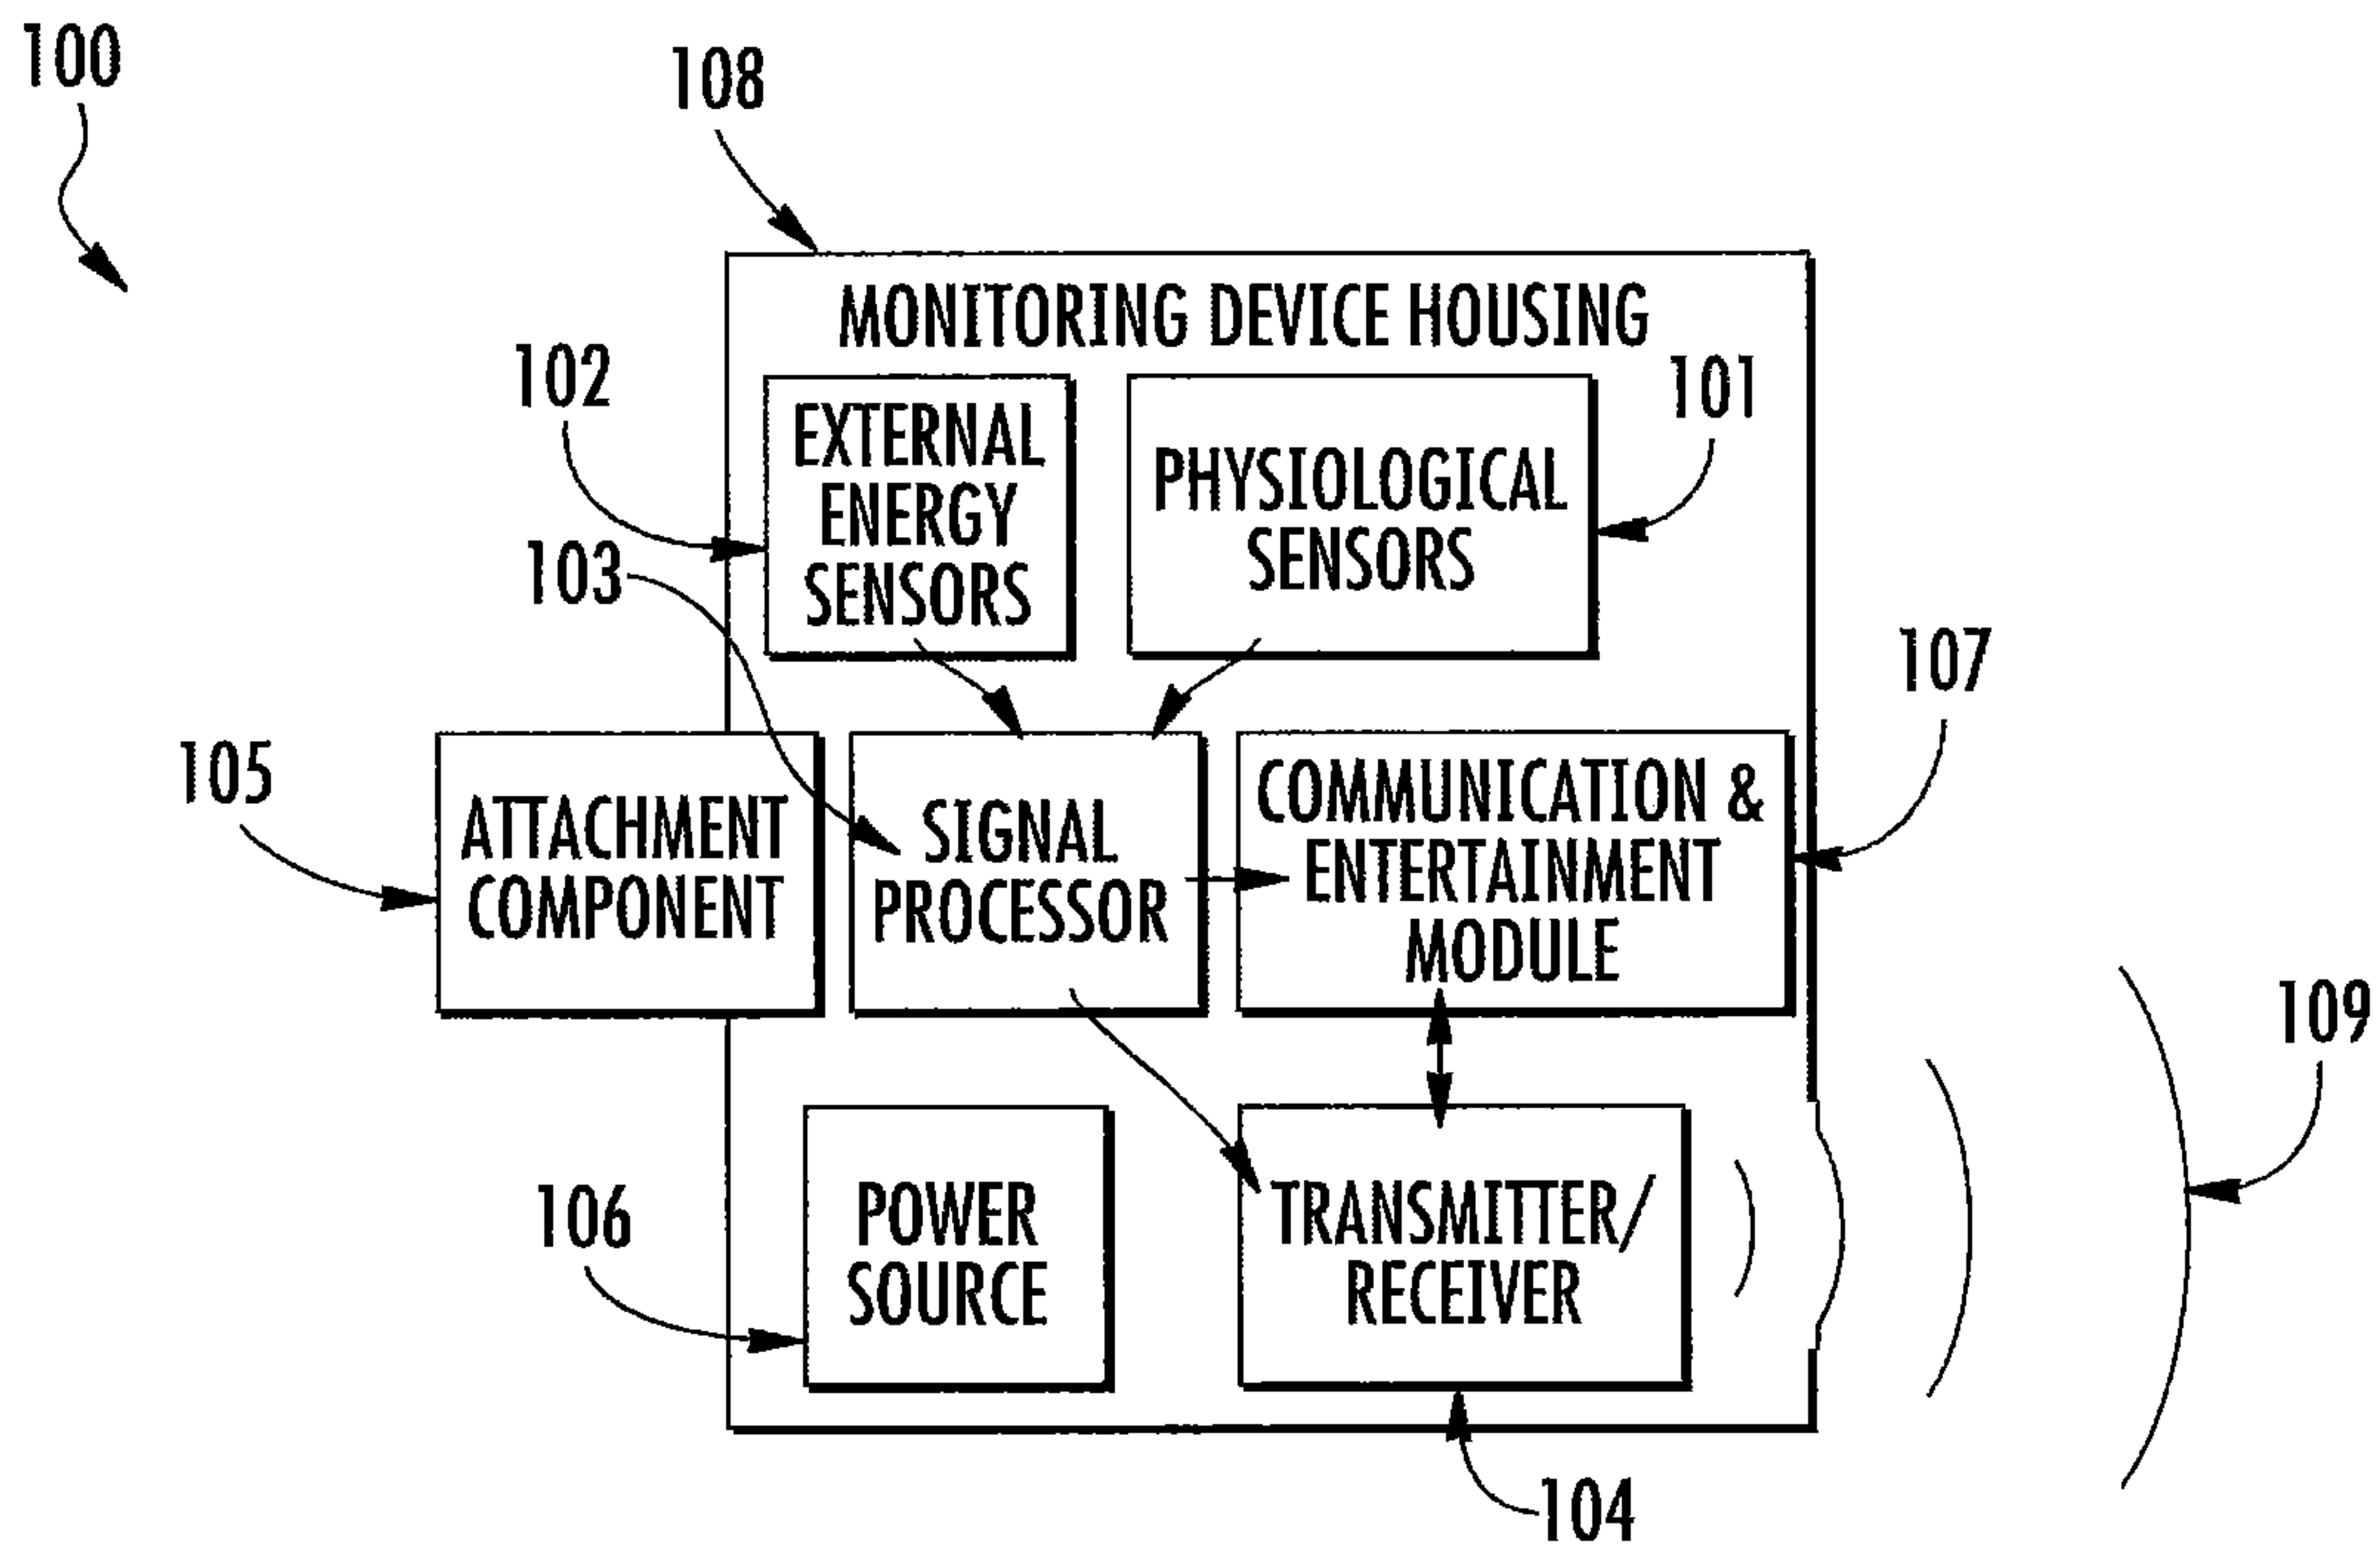 100
108
MONITORING DEVICE HOUSING
102
EXTERNAL
ENERGY
SENSORS
PHYSIOLOGICAL
SENSORS
101
103
107
105
ATTACHMENT
COMPONENT
SIGNAL
PROCESSOR
COMMUNICATION &
ENTERTAINMENT
MODULE
109
106
POWER
SOURCE
TRANSMITTER/
RECEIVER
104